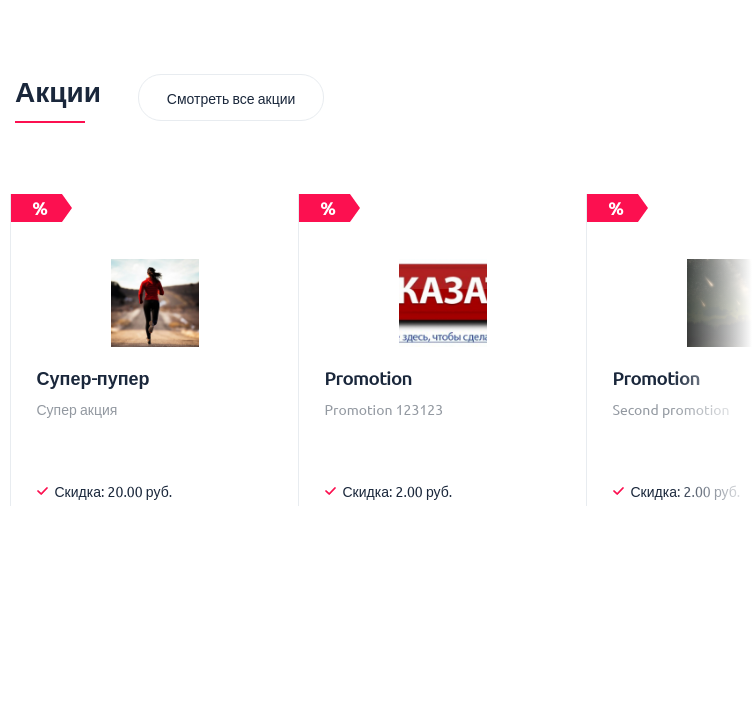 Акции
Смотреть все акции
%
%
%
КАЗА
здесь, чтобы сдела
Супер-пупер
Promotion
Promotion
Супер акция
Promotion 123123
Second promotion
Скидка: 20.00 руб.
Скидка: 2.00 руб.
Скидка: 2.00 руб.